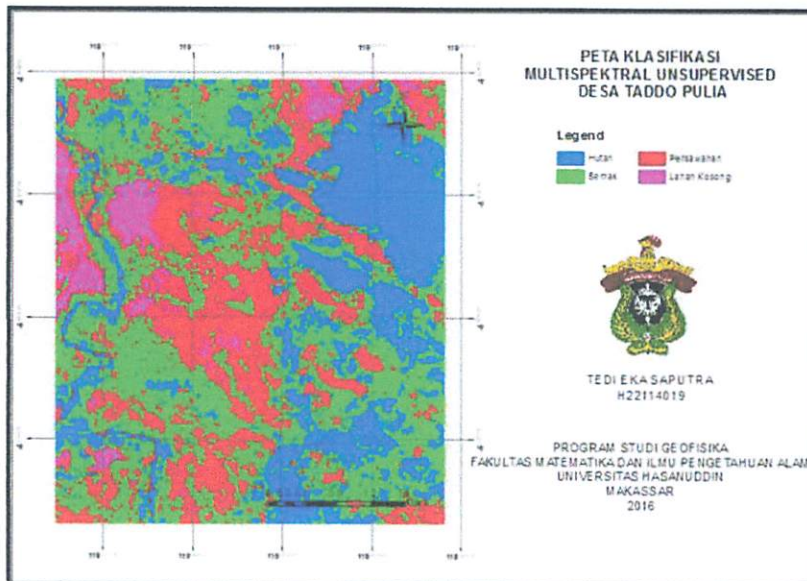 PETA KLASIFIKASI
MULTISPEKTRAL UNSUPERVISED
DESA TADDO PULIA
Legend
Hutan
Persawahan
Semak
Lahan Kosong
TEDI EKA SAPUTRA
H22114019
PROGRAM STUDI GEOFISIKA
FAKULTAS MATEMATIKA DAN ILMU PENGETAHUAN ALAM
UNIVERSITAS HASANUDDIN
MAKASSAR
2016